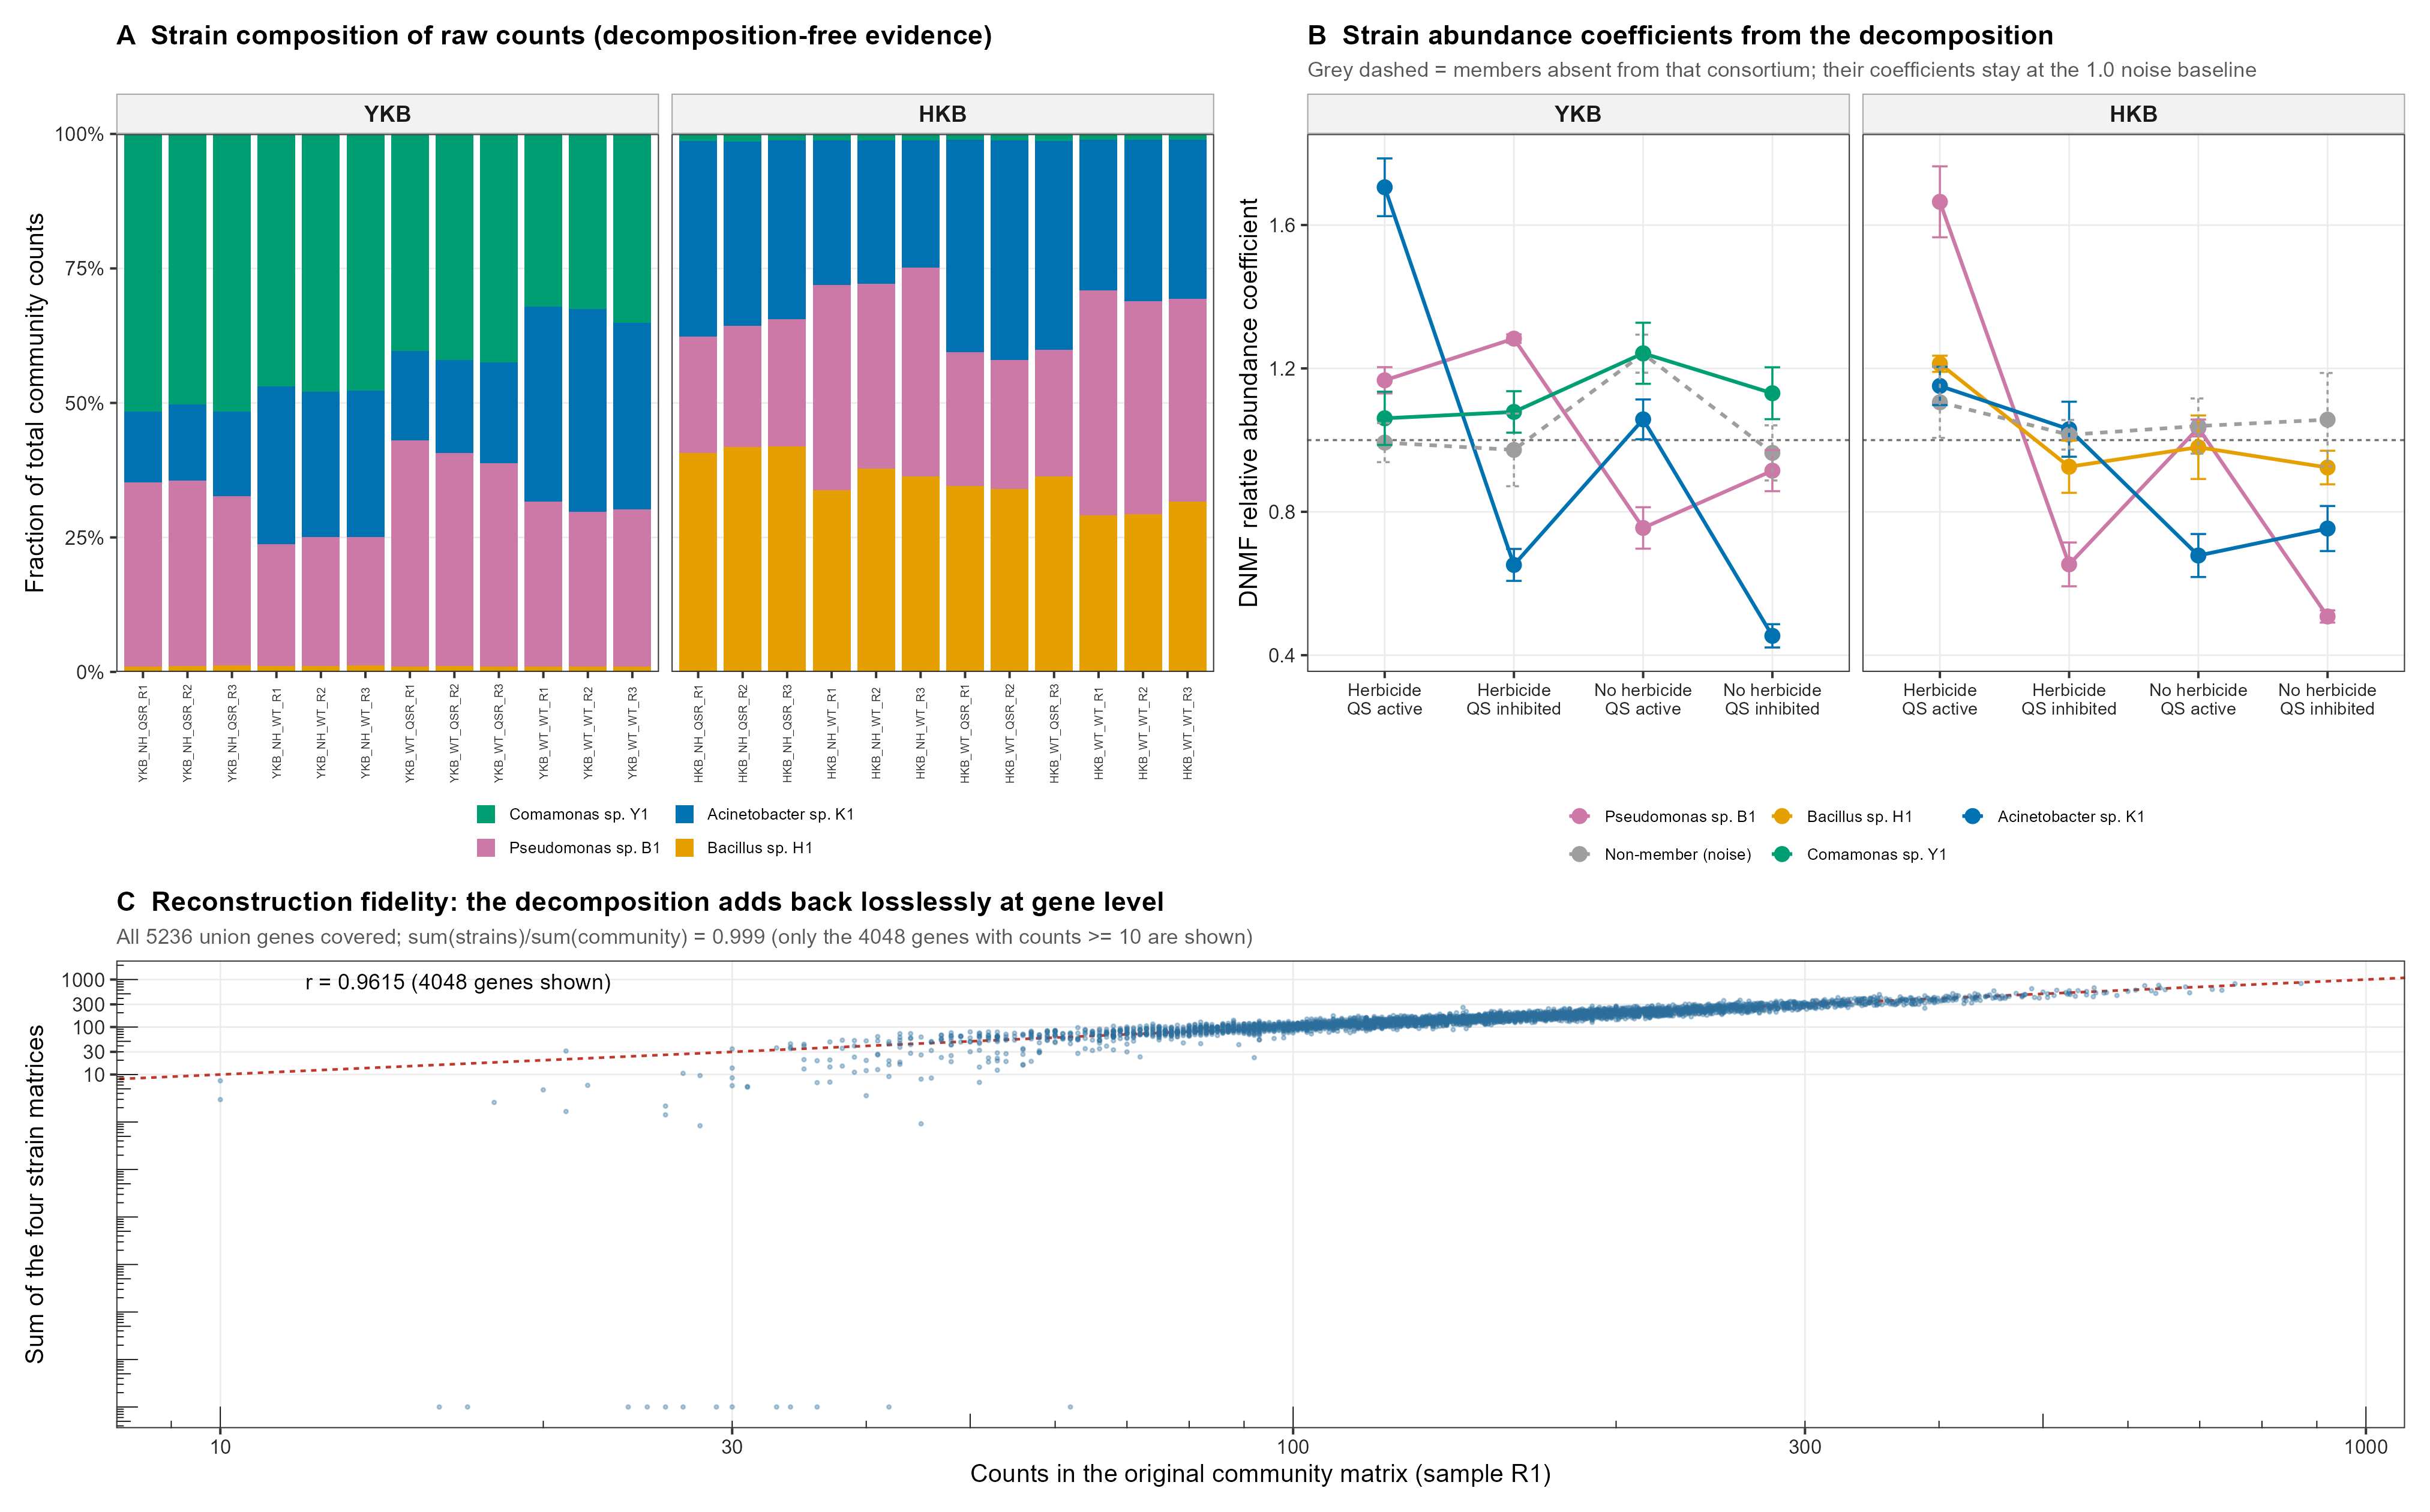 A  Strain composition of raw counts (decomposition-free evidence)
YKB
HKB
Fraction of total community counts
100%
75%
50%
25%
0%
YKB_NH_QSR_R1
YKB_NH_QSR_R2
YKB_NH_QSR_R3
YKB_NH_WT_R1
YKB_NH_WT_R2
YKB_NH_WT_R3
YKB_WT_QSR_R1
YKB_WT_QSR_R2
YKB_WT_QSR_R3
YKB_WT_WT_R1
YKB_WT_WT_R2
YKB_WT_WT_R3
HKB_NH_QSR_R1
HKB_NH_QSR_R2
HKB_NH_QSR_R3
HKB_NH_WT_R1
HKB_NH_WT_R2
HKB_NH_WT_R3
HKB_WT_QSR_R1
HKB_WT_QSR_R2
HKB_WT_QSR_R3
HKB_WT_WT_R1
HKB_WT_WT_R2
HKB_WT_WT_R3
Comamonas sp. Y1
Acinetobacter sp. K1
Pseudomonas sp. B1
Bacillus sp. H1
B  Strain abundance coefficients from the decomposition
Grey dashed = members absent from that consortium; their coefficients stay at the 1.0 noise baseline
YKB
HKB
DNMF relative abundance coefficient
1.6
1.2
0.8
0.4
Herbicide
QS active
Herbicide
QS inhibited
No herbicide
QS active
No herbicide
QS inhibited
Herbicide
QS active
Herbicide
QS inhibited
No herbicide
QS active
No herbicide
QS inhibited
Pseudomonas sp. B1
Bacillus sp. H1
Acinetobacter sp. K1
Non-member (noise)
Comamonas sp. Y1
C  Reconstruction fidelity: the decomposition adds back losslessly at gene level
All 5236 union genes covered; sum(strains)/sum(community) = 0.999 (only the 4048 genes with counts >= 10 are shown)
r = 0.9615 (4048 genes shown)
Sum of the four strain matrices
1000
300
100
30
10
10
30
100
300
1000
Counts in the original community matrix (sample R1)